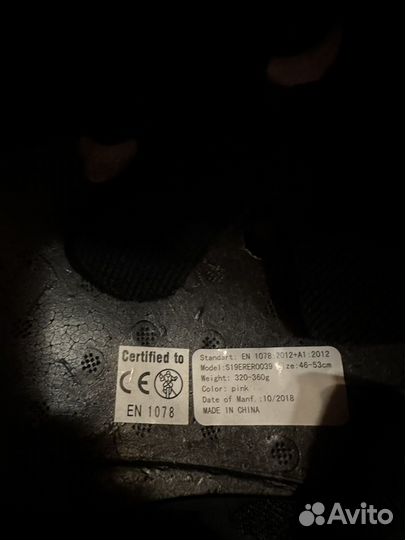 Certified to
CE
EN 1078
Standart: EN 1078:2012+A1:2012
Model:S19ERERO039 ze:46-53cm
Weight: 320-360g
Color: pink
Date of Manf.:10/2018
MADE IN CHINA
Avito